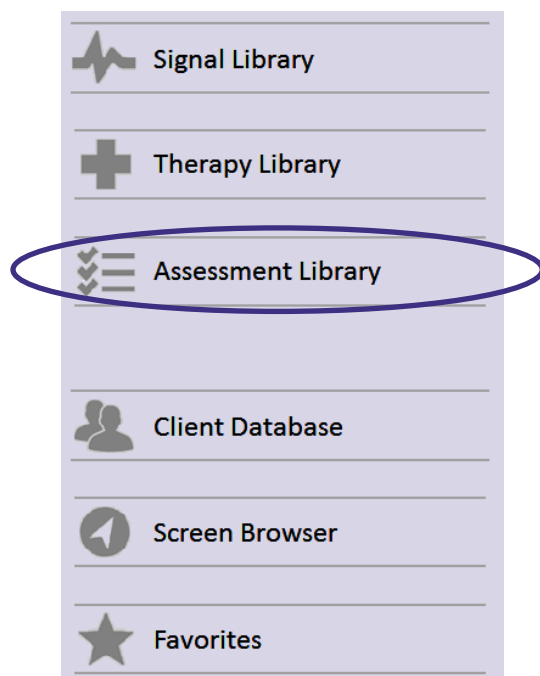 Signal Library
Therapy Library
Assessment Library
Client Database
Screen Browser
Favorites